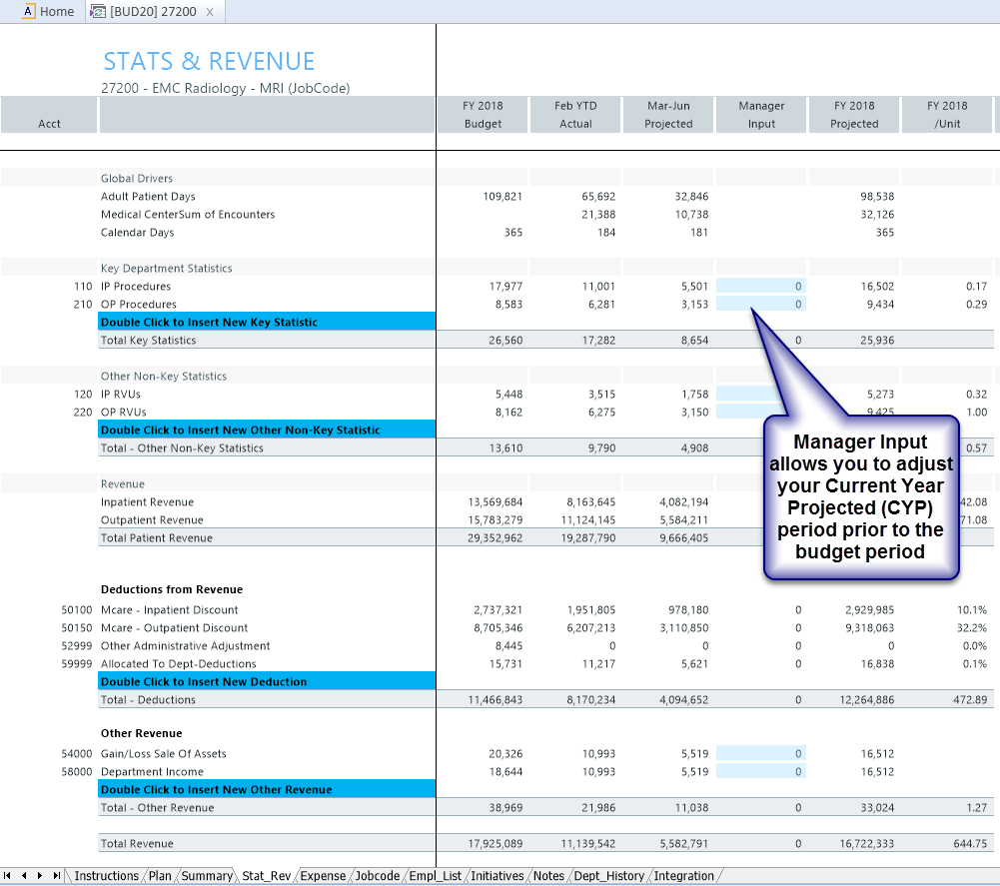 A Home [BUD20] 27200 x
STATS & REVENUE
27200 - EMC Radiology - MRI (JobCode)
Acct FY 2018 Budget Feb YTD Actual Mar-Jun Projected Manager Input FY 2018 Projected FY 2018 /Unit
Global Drivers
Adult Patient Days 109,821 65,692 32,846 98,538
Medical CenterSum of Encounters 21,388 10,738 32,126
Calendar Days 365 184 181 365
Key Department Statistics
110 IP Procedures 17,977 11,001 5,501 0 16,502 0.17
210 OP Procedures 8,583 6,281 3,153 0 9,434 0.29
Double Click to Insert New Key Statistic
Total Key Statistics 26,560 17,282 8,654 0 25,936
Other Non-Key Statistics
120 IP RVUs 5,448 3,515 1,758 5,273 0.32
220 OP RVUs 8,162 6,275 3,150 9,425 1.00
Double Click to Insert New Other Non-Key Statistic
Total - Other Non-Key Statistics 13,610 9,790 4,908 0.57
Manager Input
allows you to adjust
your Current Year
Projected (CYP)
period prior to the
budget period
Revenue
Inpatient Revenue 13,569,684 8,163,645 4,082,194 42.08
Outpatient Revenue 15,783,279 11,124,145 5,584,211 71.08
Total Patient Revenue 29,352,962 19,287,790 9,666,405
Deductions from Revenue
50100 Mcare - Inpatient Discount 2,737,321 1,951,805 978,180 0 2,929,985 10.1%
50150 Mcare - Outpatient Discount 8,705,346 6,207,213 3,110,850 0 9,318,063 32.2%
52999 Other Administrative Adjustment 8,445 0 0 0 0 0.0%
59999 Allocated To Dept-Deductions 15,731 11,217 5,621 0 16,838 0.1%
Double Click to Insert New Deduction
Total - Deductions 11,466,843 8,170,234 4,094,652 0 12,264,886 472.89
Other Revenue
54000 Gain/Loss Sale Of Assets 20,326 10,993 5,519 0 16,512
58000 Department Income 18,644 10,993 5,519 0 16,512
Double Click to Insert New Other Revenue
Total - Other Revenue 38,969 21,986 11,038 0 33,024 1.27
Total Revenue 17,925,089 11,139,542 5,582,791 0 16,722,333 644.75
Instructions Plan Summary Stat_Rev Expense Jobcode Empl_List Initiatives Notes Dept_History Integration